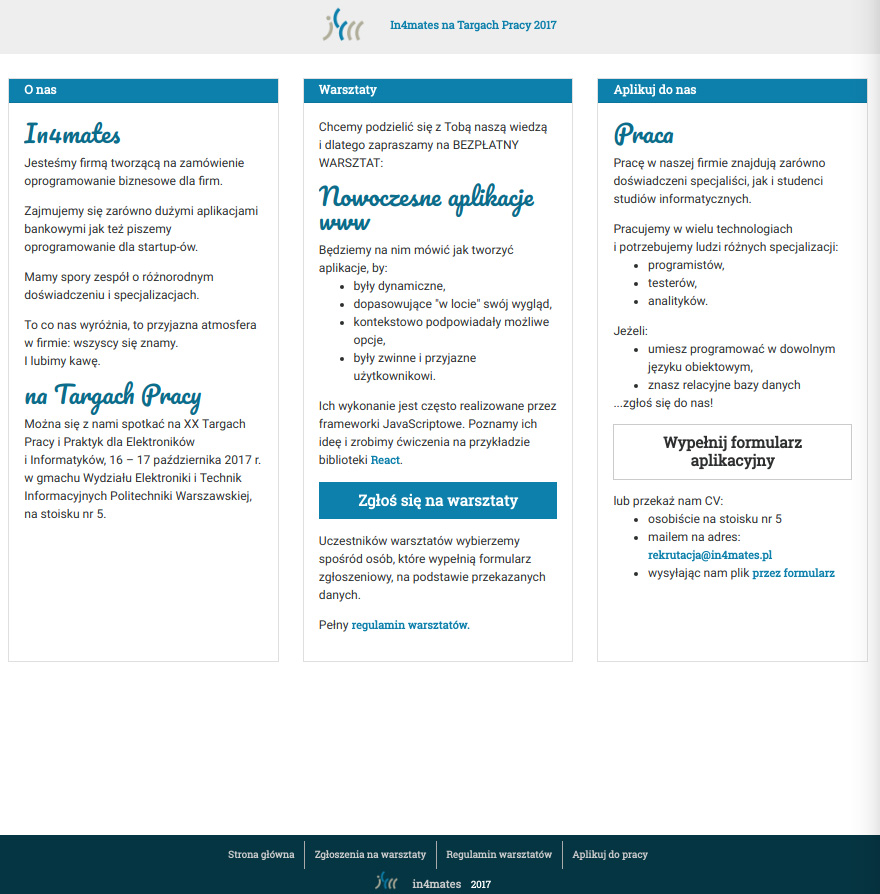 In4mates na Targach Pracy 2017
O nas
In4mates
Jesteśmy firmą tworzącą na zamówienie
oprogramowanie biznesowe dla firm.
Zajmujemy się zarówno dużymi aplikacjami
bankowymi jak też piszemy
oprogramowanie dla startup-ów.
Mamy spory zespół o różnorodnym
doświadczeniu i specjalizacjach.
To co nas wyróżnia, to przyjazna atmosfera
w firmie: wszyscy się znamy.
I lubimy kawę.
na Targach Pracy
Można się z nami spotkać na XX Targach
Pracy i Praktyk dla Elektroników
i Informatyków, 16 – 17 października 2017 r.
w gmachu Wydziału Elektroniki i Technik
Informacyjnych Politechniki Warszawskiej,
na stoisku nr 5.
Warsztaty
Chcemy podzielić się z Tobą naszą wiedzą
i dlatego zapraszamy na BEZPŁATNY
WARSZTAT:
Nowoczesne aplikacje
www
Będziemy na nim mówić jak tworzyć
aplikacje, by:
• były dynamiczne,
• dopasowujące "w locie" swój wygląd,
• kontekstowo podpowiadały możliwe
opcje,
• były zwinne i przyjazne
użytkownikowi.
Ich wykonanie jest często realizowane przez
frameworki JavaScriptowe. Poznamy ich
ideę i zrobimy ćwiczenia na przykładzie
biblioteki React.
Zgłoś się na warsztaty
Uczestników warsztatów wybierzemy
spośród osób, które wypełnią formularz
zgłoszeniowy, na podstawie przekazanych
danych.
Pełny regulamin warsztatów.
Aplikuj do nas
Praca
Pracę w naszej firmie znajdują zarówno
doświadczeni specjaliści, jak i studenci
studiów informatycznych.
Pracujemy w wielu technologiach
i potrzebujemy ludzi różnych specjalizacji:
• programistów,
• testerów,
• analityków.
Jeżeli:
• umiesz programować w dowolnym
języku obiektowym,
• znasz relacyjne bazy danych
...zgłoś się do nas!
Wypełnij formularz
aplikacyjny
lub przekaż nam CV:
• osobiście na stoisku nr 5
• mailem na adres:
rekrutacja@in4mates.pl
• wysyłając nam plik przez formularz
Strona główna
Zgłoszenia na warsztaty
Regulamin warsztatów
Aplikuj do pracy
in4mates 2017